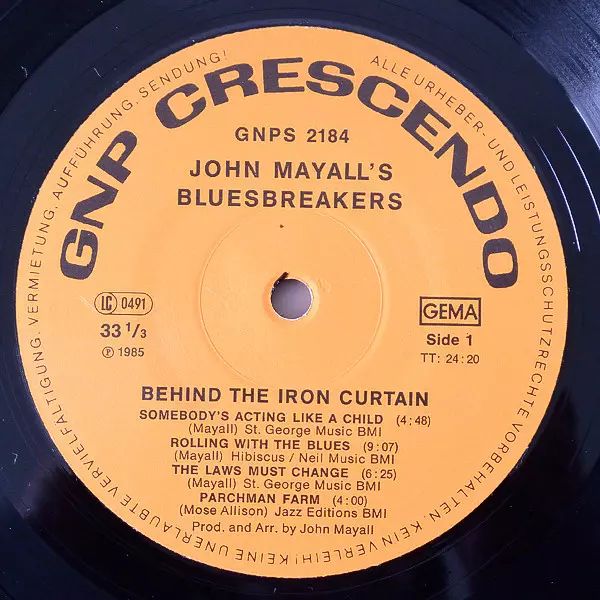 GNP CRESCENDO
ALLE URHEBER- UND LEISTUNGSSCHUTZRECHTE VORBEHALTEN. KEIN VERLEIH! KEINE UNERLAUBTE VERVIELFÄLTIGUNG, VERMIETUNG, AUFFÜHRUNG, SENDUNG!
GNPS 2184
JOHN MAYALL'S
BLUESBREAKERS
LC 0491
33 1/3
℗ 1985
GEMA
Side 1
TT: 24:20
BEHIND THE IRON CURTAIN
SOMEBODY'S ACTING LIKE A CHILD (4:48)
(Mayall) St. George Music BMI
ROLLING WITH THE BLUES (9:07)
(Mayall) Hibiscus / Neil Music BMI
THE LAWS MUST CHANGE (6:25)
(Mayall) St. George Music BMI
PARCHMAN FARM (4:00)
(Mose Allison) Jazz Editions BMI
Prod. and Arr. by John Mayall